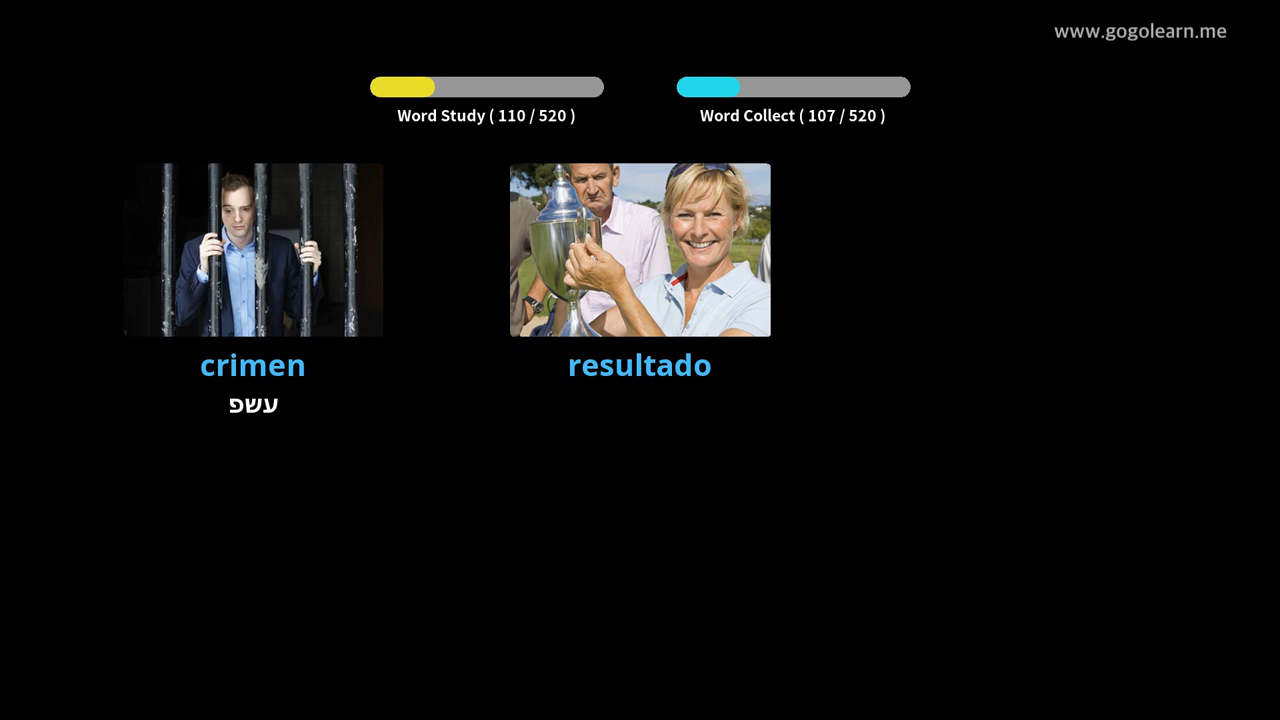 www.gogolearn.me
Word Study ( 110 / 520 )
Word Collect ( 107 / 520 )
crimen
resultado
עשפ